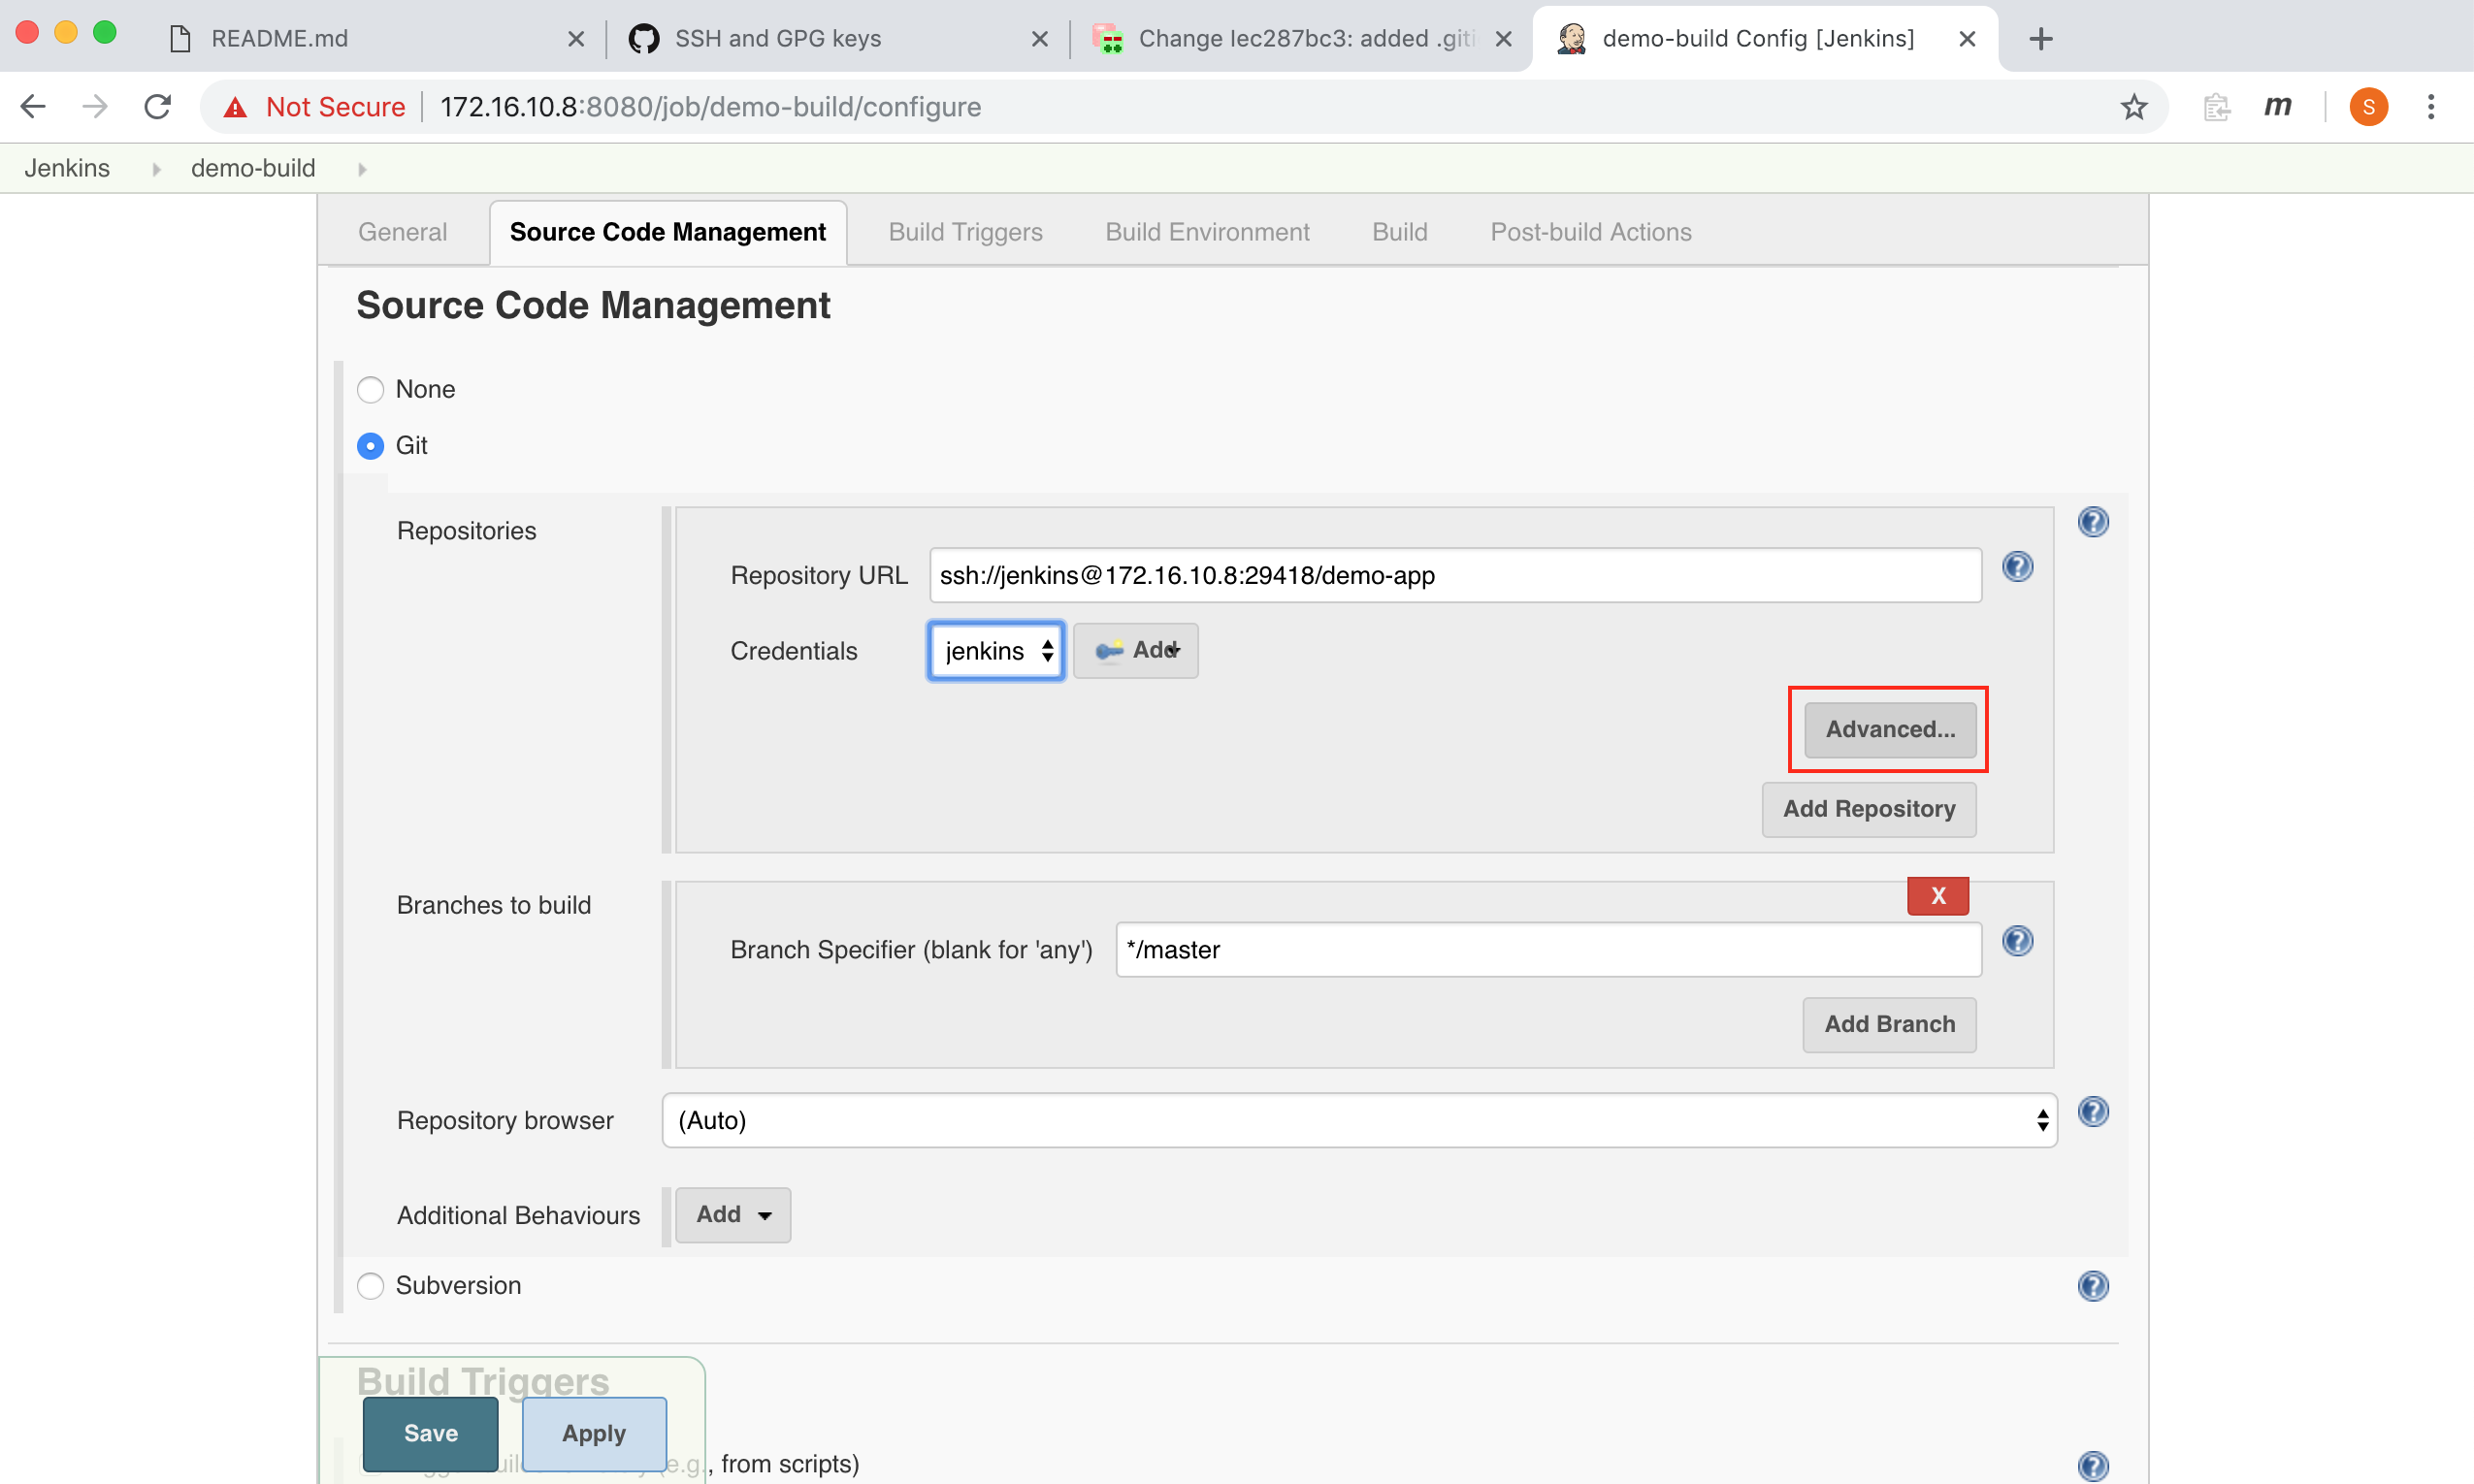 README.md
SSH and GPG keys
Change Iec287bc3: added .giti
demo-build Config [Jenkins]
Not Secure
172.16.10.8:8080/job/demo-build/configure
m
S
Jenkins
demo-build
General
Source Code Management
Build Triggers
Build Environment
Build
Post-build Actions
Source Code Management
None
Git
Repositories
Repository URL
ssh://jenkins@172.16.10.8:29418/demo-app
Credentials
jenkins
Add
Advanced...
Add Repository
Branches to build
X
Branch Specifier (blank for 'any')
*/master
Add Branch
Repository browser
(Auto)
Additional Behaviours
Add
Subversion
Build Triggers
Save
Apply
(e.g., from scripts)